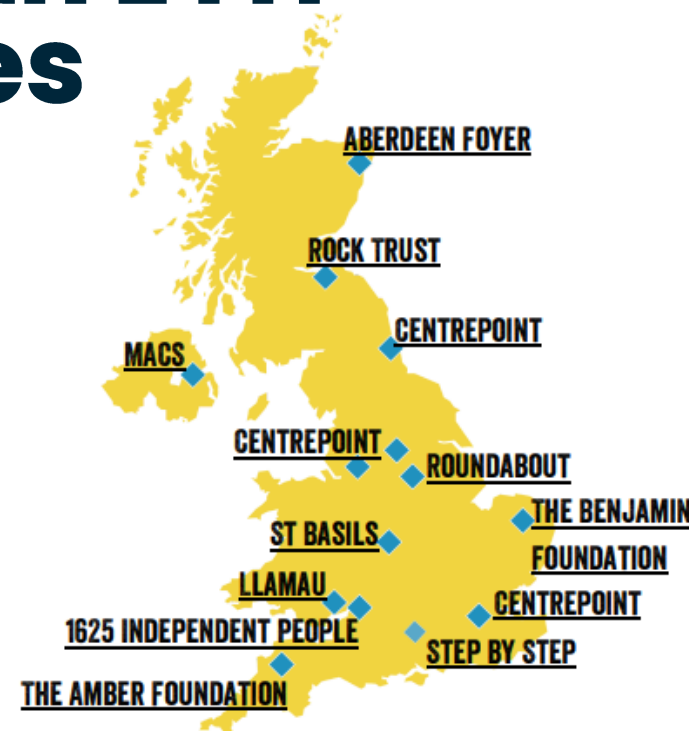 es
ABERDEEN FOYER
ROCK TRUST
CENTREPOINT
MACS
CENTREPOINT
ROUNDABOUT
THE BENJAMIN
FOUNDATION
ST BASILS
LLAMAU
CENTREPOINT
1625 INDEPENDENT PEOPLE
STEP BY STEP
THE AMBER FOUNDATION